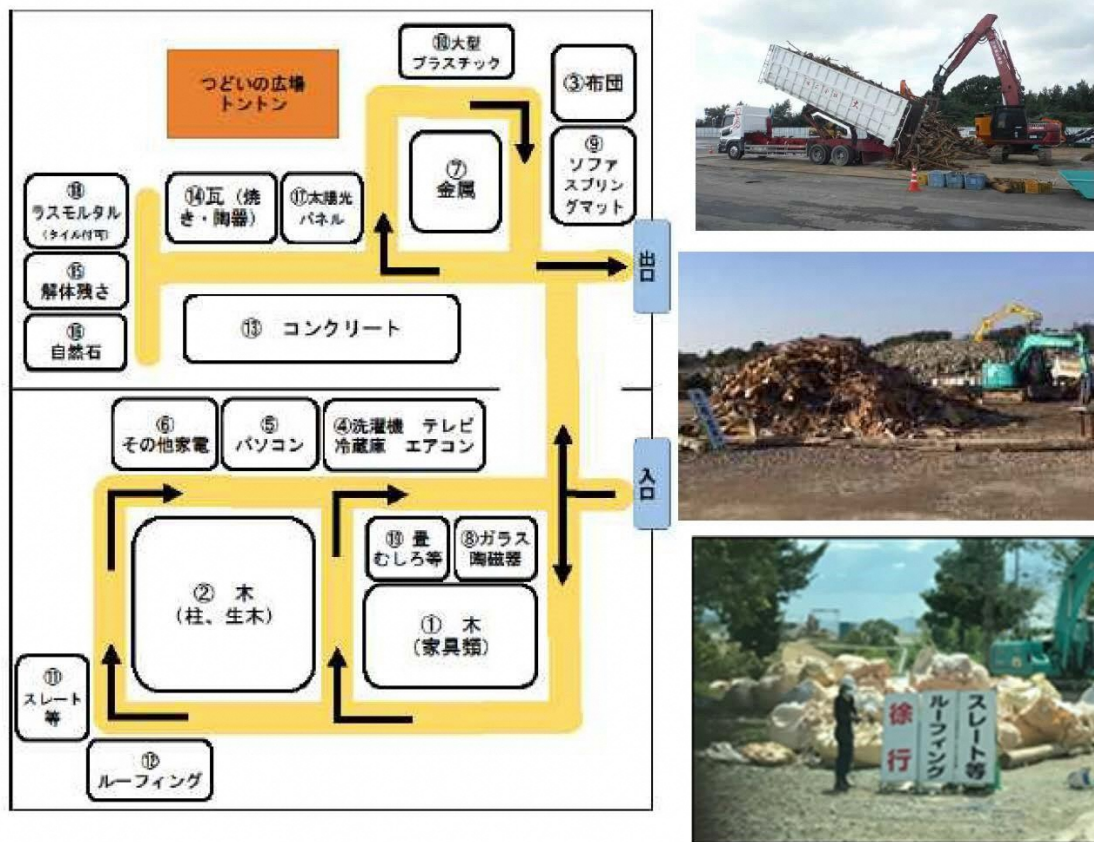 ⑩大型
プラスチック
つどいの広場
トントン
③布団
⑦
金属
⑨
ソファ
スプリン
グマット
⑱
ラスモルタル
(タイル付可)
⑭瓦（焼
き・陶器）
⑰太陽光
パネル
出口
⑮
解体残さ
⑬ コンクリート
⑯
自然石
⑥
その他家電
⑤
パソコン
④洗濯機 テレビ
冷蔵庫 エアコン
入口
⑲ 畳
むしろ等
⑧ガラス
陶磁器
② 木
(柱、生木)
① 木
(家具類)
⑪
スレート
等
⑫
ルーフィング
スレート等
ルーフィング
徐行